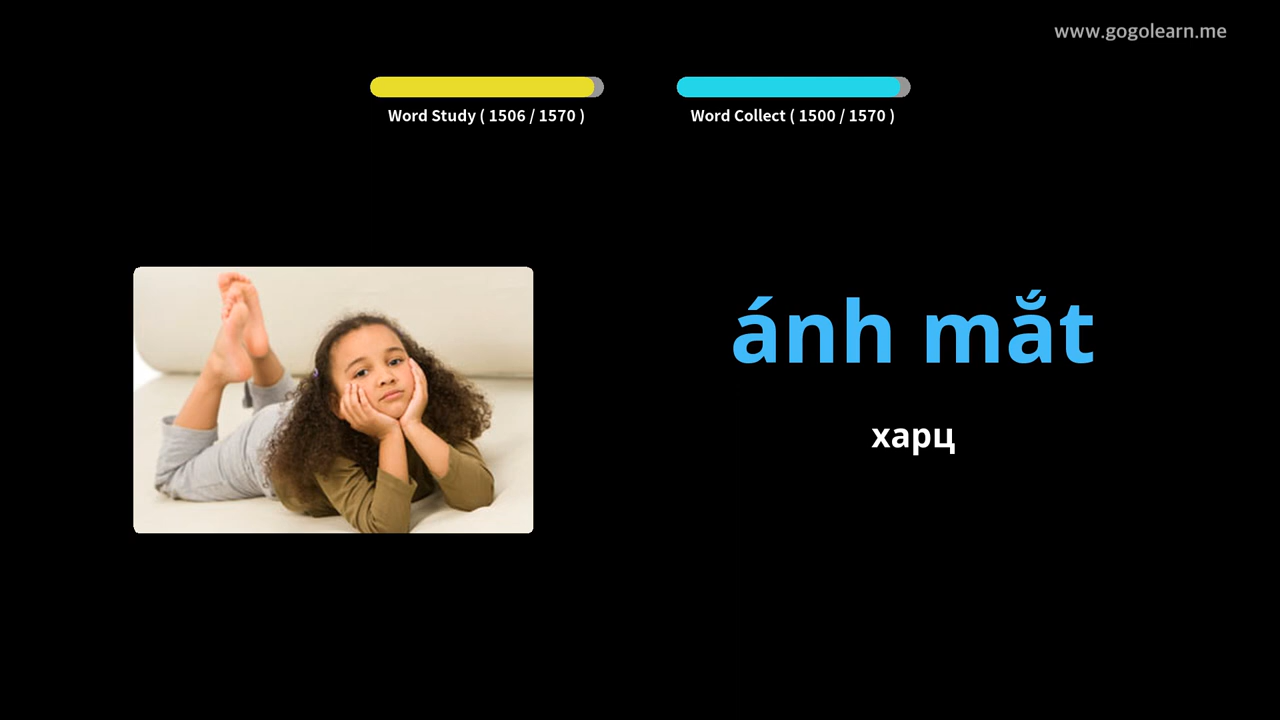 www.gogolearn.me
Word Study ( 1506 / 1570 )
Word Collect ( 1500 / 1570 )
ánh mắt
харц